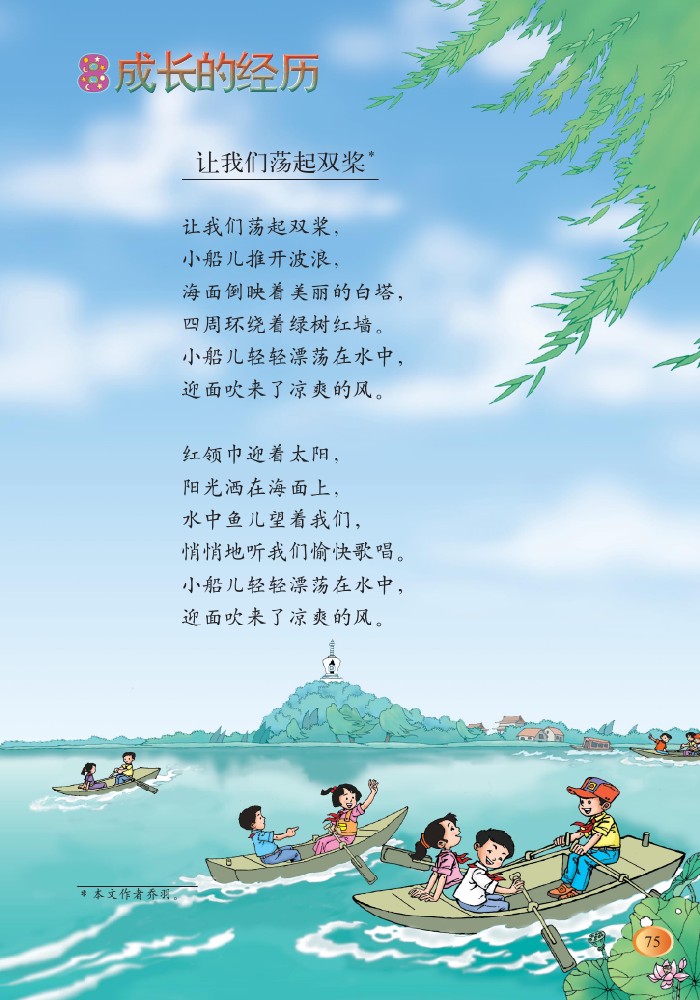 8 成长的经历
让我们荡起双桨*
让我们荡起双桨，
小船儿推开波浪，
海面倒映着美丽的白塔，
四周环绕着绿树红墙。
小船儿轻轻漂荡在水中，
迎面吹来了凉爽的风。
红领巾迎着太阳，
阳光洒在海面上，
水中鱼儿望着我们，
悄悄地听我们愉快歌唱。
小船儿轻轻漂荡在水中，
迎面吹来了凉爽的风。
* 本文作者乔羽。
75